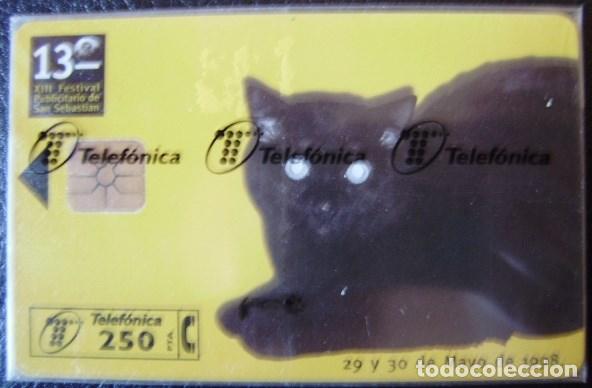 13º
XIII Festival
Publicitario de
San Sebastián
Telefónica Telefónica Telefónica
Telefónica
250 PTA.
29 y 30 de Mayo de 1998.
todocoleccion